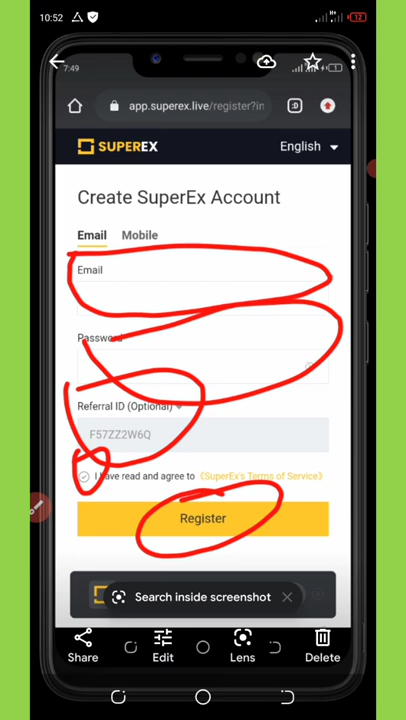 10:52
12
7:49
app.superex.live/register?in
:D
SUPEREX
English
Create SuperEx Account
Email Mobile
Email
Password
Referral ID (Optional)
F57ZZ2W6Q
I have read and agree to 《SuperEx's Terms of Service》
Register
Search inside screenshot
Share Edit Lens Delete